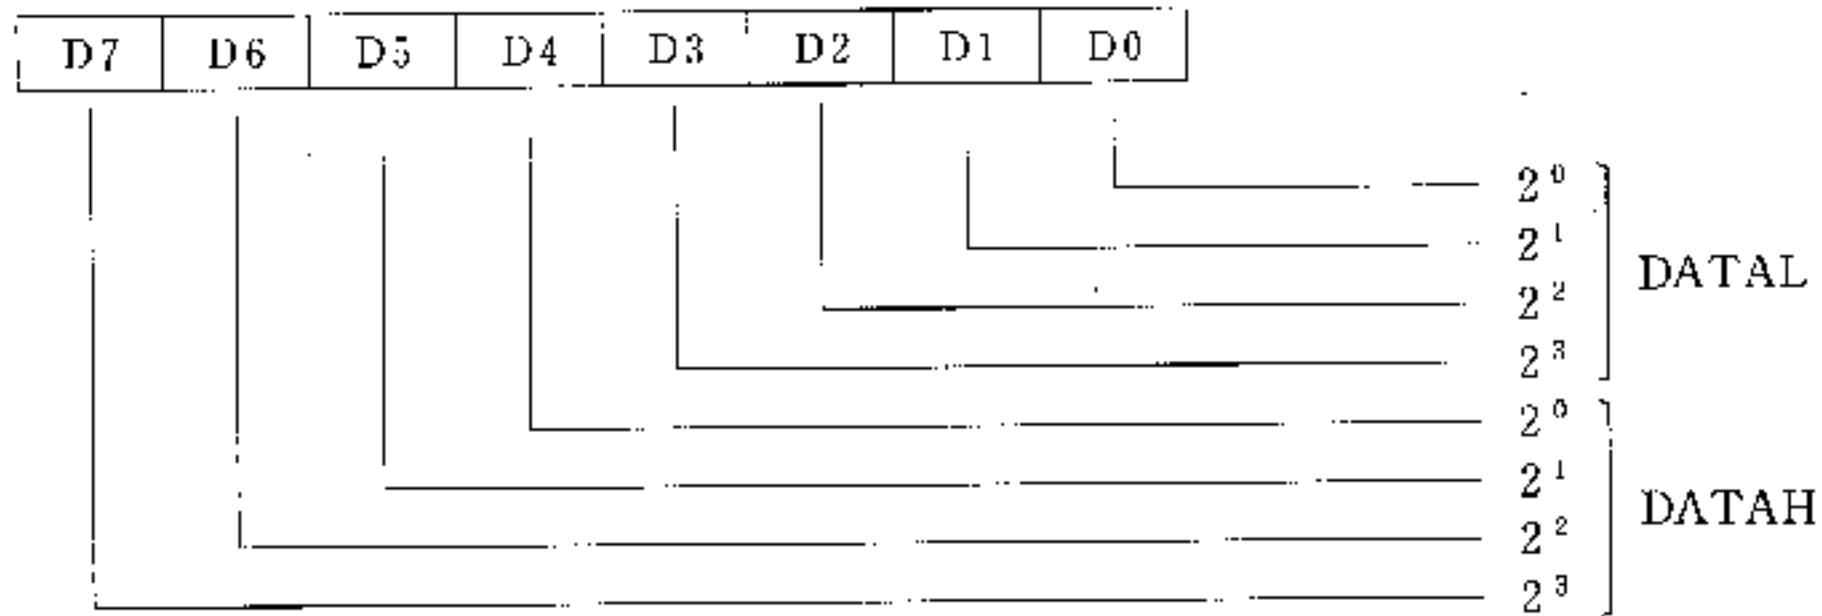 D7 D6 D5 D4 D3 D2 D1 D0
2⁰
2¹
DATAL
2²
2³
2⁰
2¹
DATAH
2²
2³